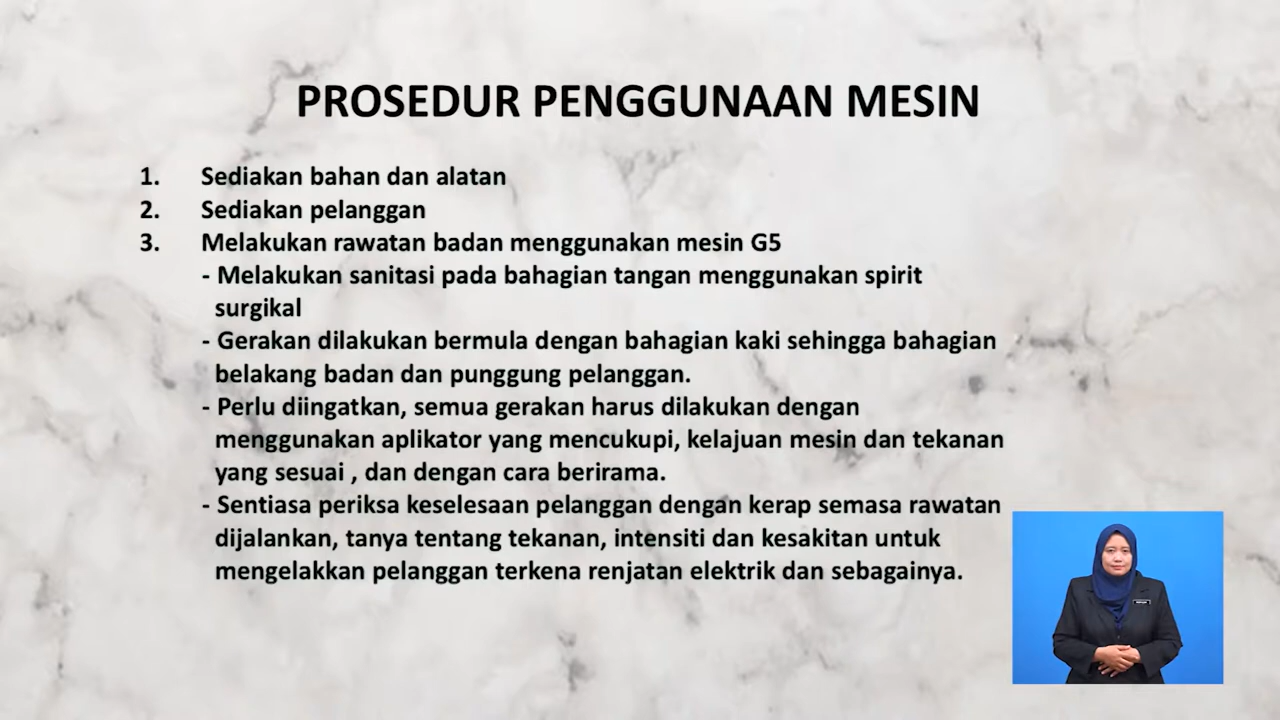 PROSEDUR PENGGUNAAN MESIN
1. Sediakan bahan dan alatan
2. Sediakan pelanggan
3. Melakukan rawatan badan menggunakan mesin G5
- Melakukan sanitasi pada bahagian tangan menggunakan spirit
surgikal
- Gerakan dilakukan bermula dengan bahagian kaki sehingga bahagian
belakang badan dan punggung pelanggan.
- Perlu diingatkan, semua gerakan harus dilakukan dengan
menggunakan aplikator yang mencukupi, kelajuan mesin dan tekanan
yang sesuai , dan dengan cara berirama.
- Sentiasa periksa keselesaan pelanggan dengan kerap semasa rawatan
dijalankan, tanya tentang tekanan, intensiti dan kesakitan untuk
mengelakkan pelanggan terkena renjatan elektrik dan sebagainya.